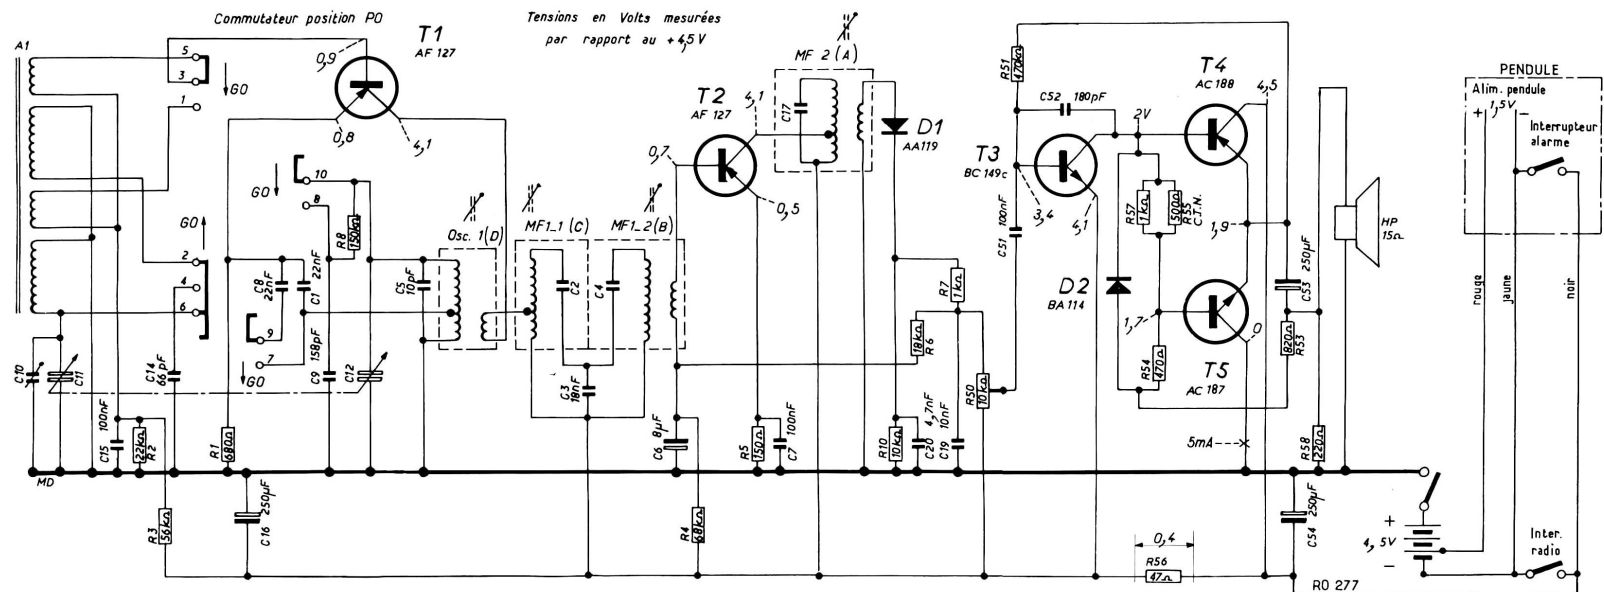 Commutateur position PO
Tensions en Volts mesurées
par rapport au +4,5 V
A1
5
3
1
GO
0,9
T1
AF 127
0,8
4,1
10
GO
8
R8
150kΩ
GO
2
4
6
C8
22nF
C1
22nF
9
7
GO
158pF
C9
C12
C10
C11
C14
66pF
C15
100nF
R2
22kΩ
R1
680Ω
MD
R3
56kΩ
C16
250µF
C5
10pF
Osc. 1(D)
MF1_1 (C)
C2
MF1_2(B)
C4
C3
18nF
0,7
T2
AF 127
4,1
0,5
MF 2 (A)
C17
D1
AA119
C6
8µF
R4
68kΩ
R5
150Ω
C7
100nF
R7
1kΩ
R6
18kΩ
R10
10kΩ
C20
4,7nF
C19
10nF
R50
10kΩ
C51
100nF
R51
470kΩ
C52
180pF
T3
BC 149c
3,4
4,1
2V
T4
AC 188
4,5
R57
1kΩ
500Ω
R55
C.T.N.
1,9
D2
BA 114
1,7
T5
AC 187
0
R54
470Ω
C53
250µF
820Ω
R53
5mA
R58
220Ω
HP
15Ω
C54
250µF
0,4
R56
47Ω
PENDULE
Alim. pendule
+ 1,5V –
Interrupteur
alarme
rouge
jaune
noir
+
4,5V
–
Inter.
radio
RO 277